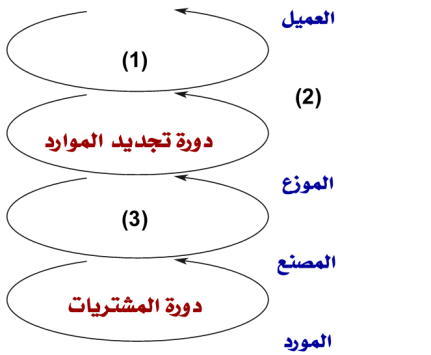 العميل
(1)
(2)
دورة تجديد الموارد
الموزع
(3)
المصنع
دورة المشتريات
المورد